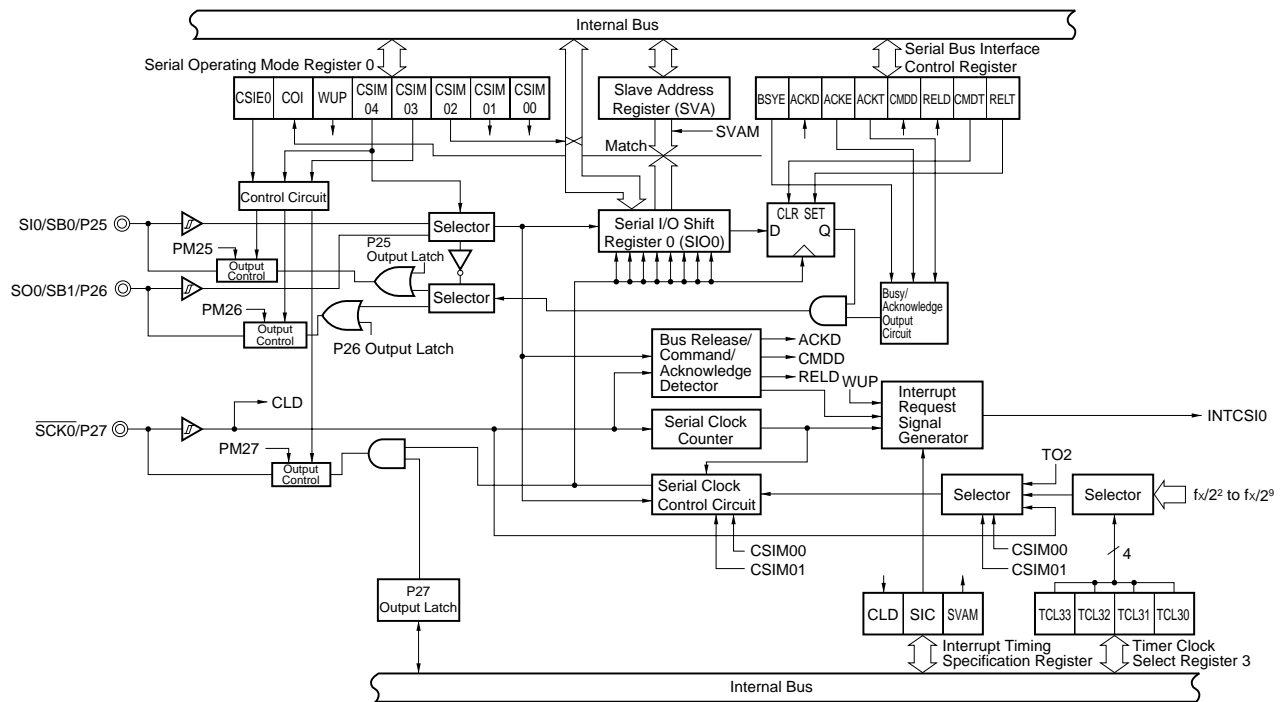 Internal Bus
Serial Operating Mode Register 0
CSIE0
COI
WUP
CSIM
04
CSIM
03
CSIM
02
CSIM
01
CSIM
00
Slave Address
Register (SVA)
SVAM
Match
Serial Bus Interface
Control Register
BSYE
ACKD
ACKE
ACKT
CMDD
RELD
CMDT
RELT
Control Circuit
SI0/SB0/P25
PM25
Output
Control
P25
Output Latch
Selector
Serial I/O Shift
Register 0 (SIO0)
CLR SET
D
Q
SO0/SB1/P26
PM26
Output
Control
P26 Output Latch
Selector
Busy/
Acknowledge
Output
Circuit
Bus Release/
Command/
Acknowledge
Detector
ACKD
CMDD
RELD
WUP
Interrupt
Request
Signal
Generator
INTCSI0
CLD
SCK0/P27
PM27
Output
Control
Serial Clock
Counter
Serial Clock
Control Circuit
TO2
Selector
Selector
fx/2² to fx/2⁹
CSIM00
CSIM01
CSIM00
CSIM01
4
P27
Output Latch
CLD
SIC
SVAM
TCL33
TCL32
TCL31
TCL30
Interrupt Timing
Specification Register
Timer Clock
Select Register 3
Internal Bus